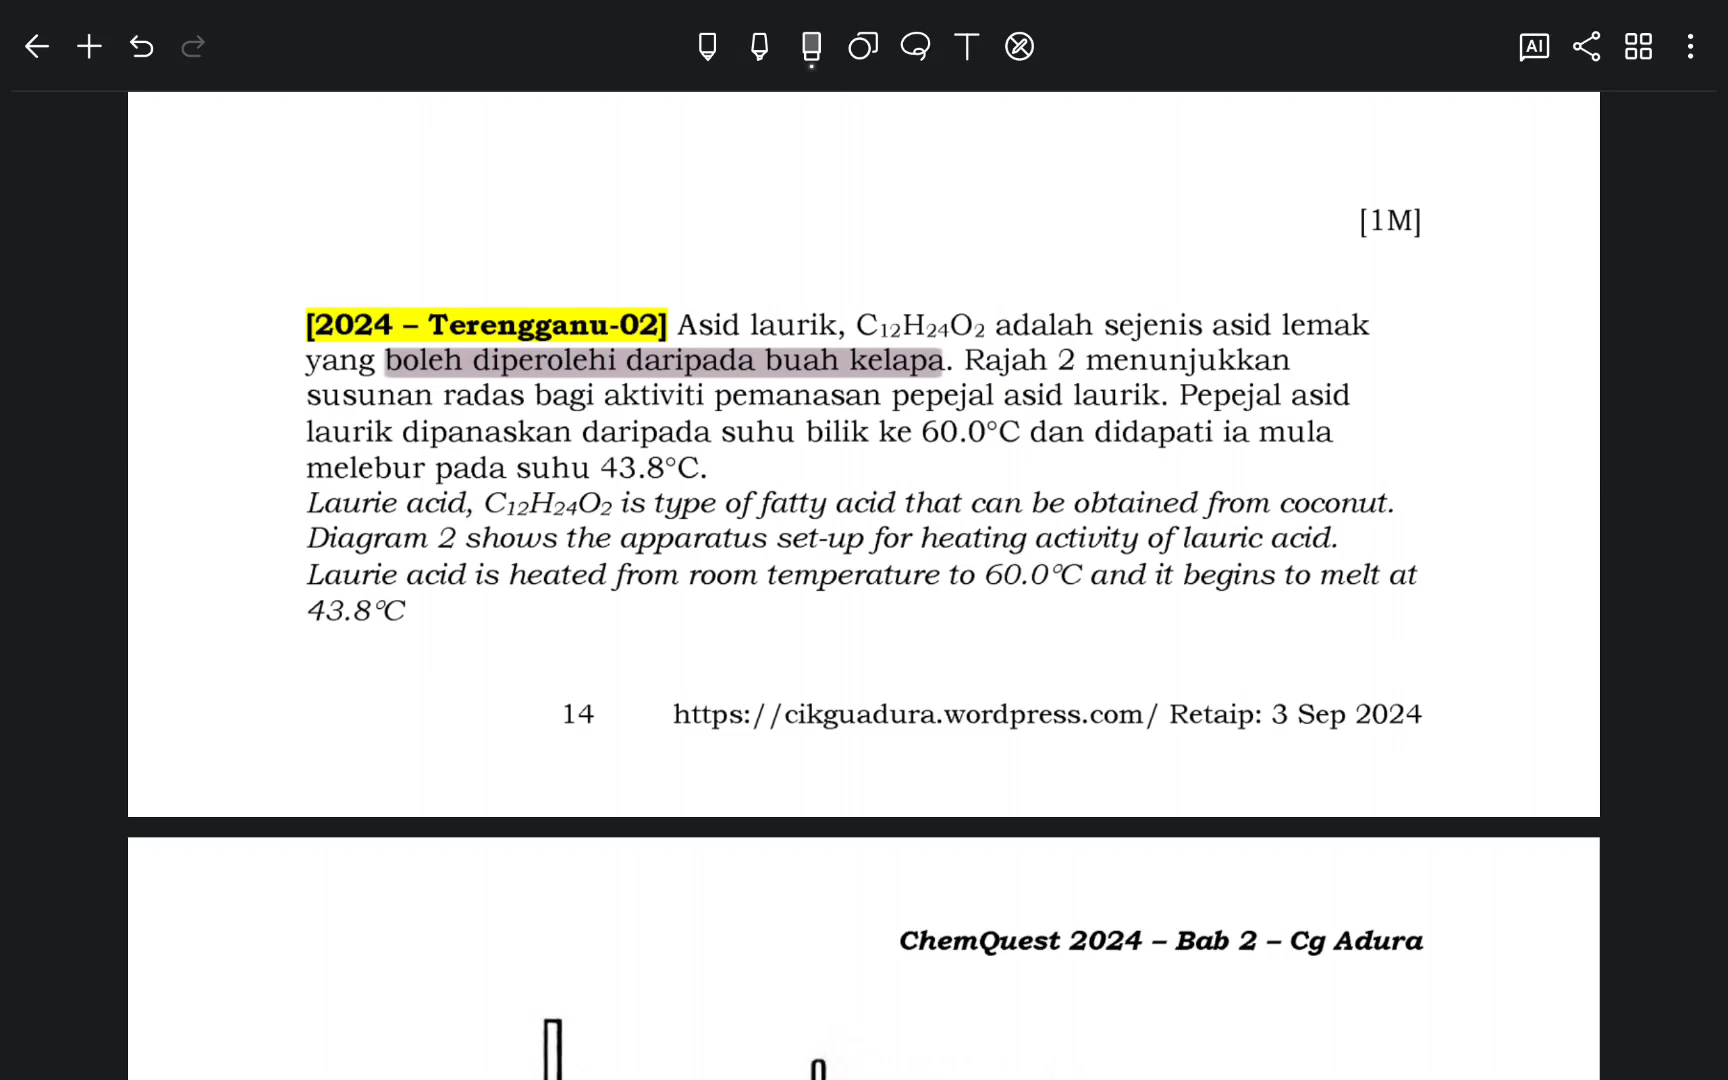 AI
[1M]
[2024 – Terengganu-02] Asid laurik, C₁₂H₂₄O₂ adalah sejenis asid lemak
yang boleh diperolehi daripada buah kelapa. Rajah 2 menunjukkan
susunan radas bagi aktiviti pemanasan pepejal asid laurik. Pepejal asid
laurik dipanaskan daripada suhu bilik ke 60.0°C dan didapati ia mula
melebur pada suhu 43.8°C.
Laurie acid, C₁₂H₂₄O₂ is type of fatty acid that can be obtained from coconut.
Diagram 2 shows the apparatus set-up for heating activity of lauric acid.
Laurie acid is heated from room temperature to 60.0°C and it begins to melt at
43.8°C
14 https://cikguadura.wordpress.com/ Retaip: 3 Sep 2024
ChemQuest 2024 – Bab 2 – Cg Adura